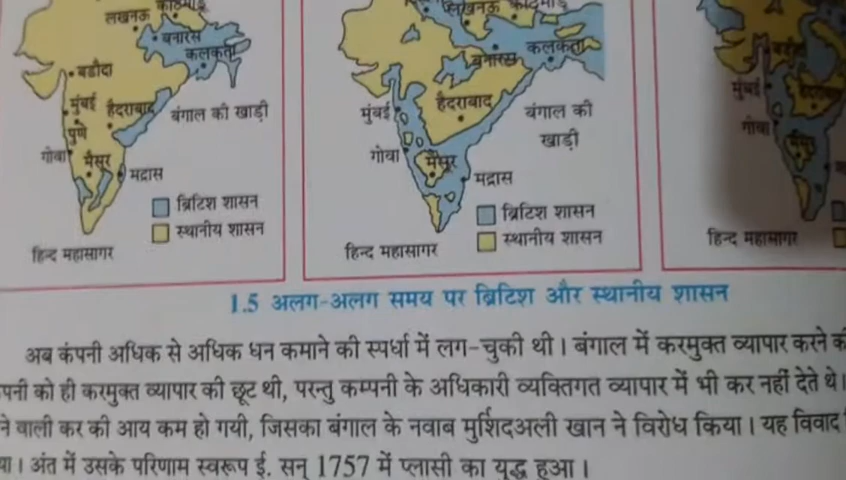 लखनऊ
बनारस
कलकत्ता
बडौदा
मुंबई
हैदराबाद
बंगाल की खाड़ी
पुणे
गोवा
मैसूर
मद्रास
ब्रिटिश शासन
स्थानीय शासन
हिन्द महासागर
लखनऊ
बनारस
कलकत्ता
मुंबई
हैदराबाद
बंगाल की
खाड़ी
गोवा
मैसूर
मद्रास
ब्रिटिश शासन
स्थानीय शासन
हिन्द महासागर
मुंबई
गोवा
मैसूर
हिन्द महासागर
1.5 अलग-अलग समय पर ब्रिटिश और स्थानीय शासन
अब कंपनी अधिक से अधिक धन कमाने की स्पर्धा में लग-चुकी थी। बंगाल में करमुक्त व्यापार करने
को ही करमुक्त व्यापार की छूट थी, परन्तु कम्पनी के अधिकारी व्यक्तिगत व्यापार में भी कर नहीं देते थे।
वाली कर की आय कम हो गयी, जिसका बंगाल के नवाब मुर्शिदअली खान ने विरोध किया। यह विवाद
अंत में उसके परिणाम स्वरूप ई. सन् 1757 में प्लासी का युद्ध हुआ।